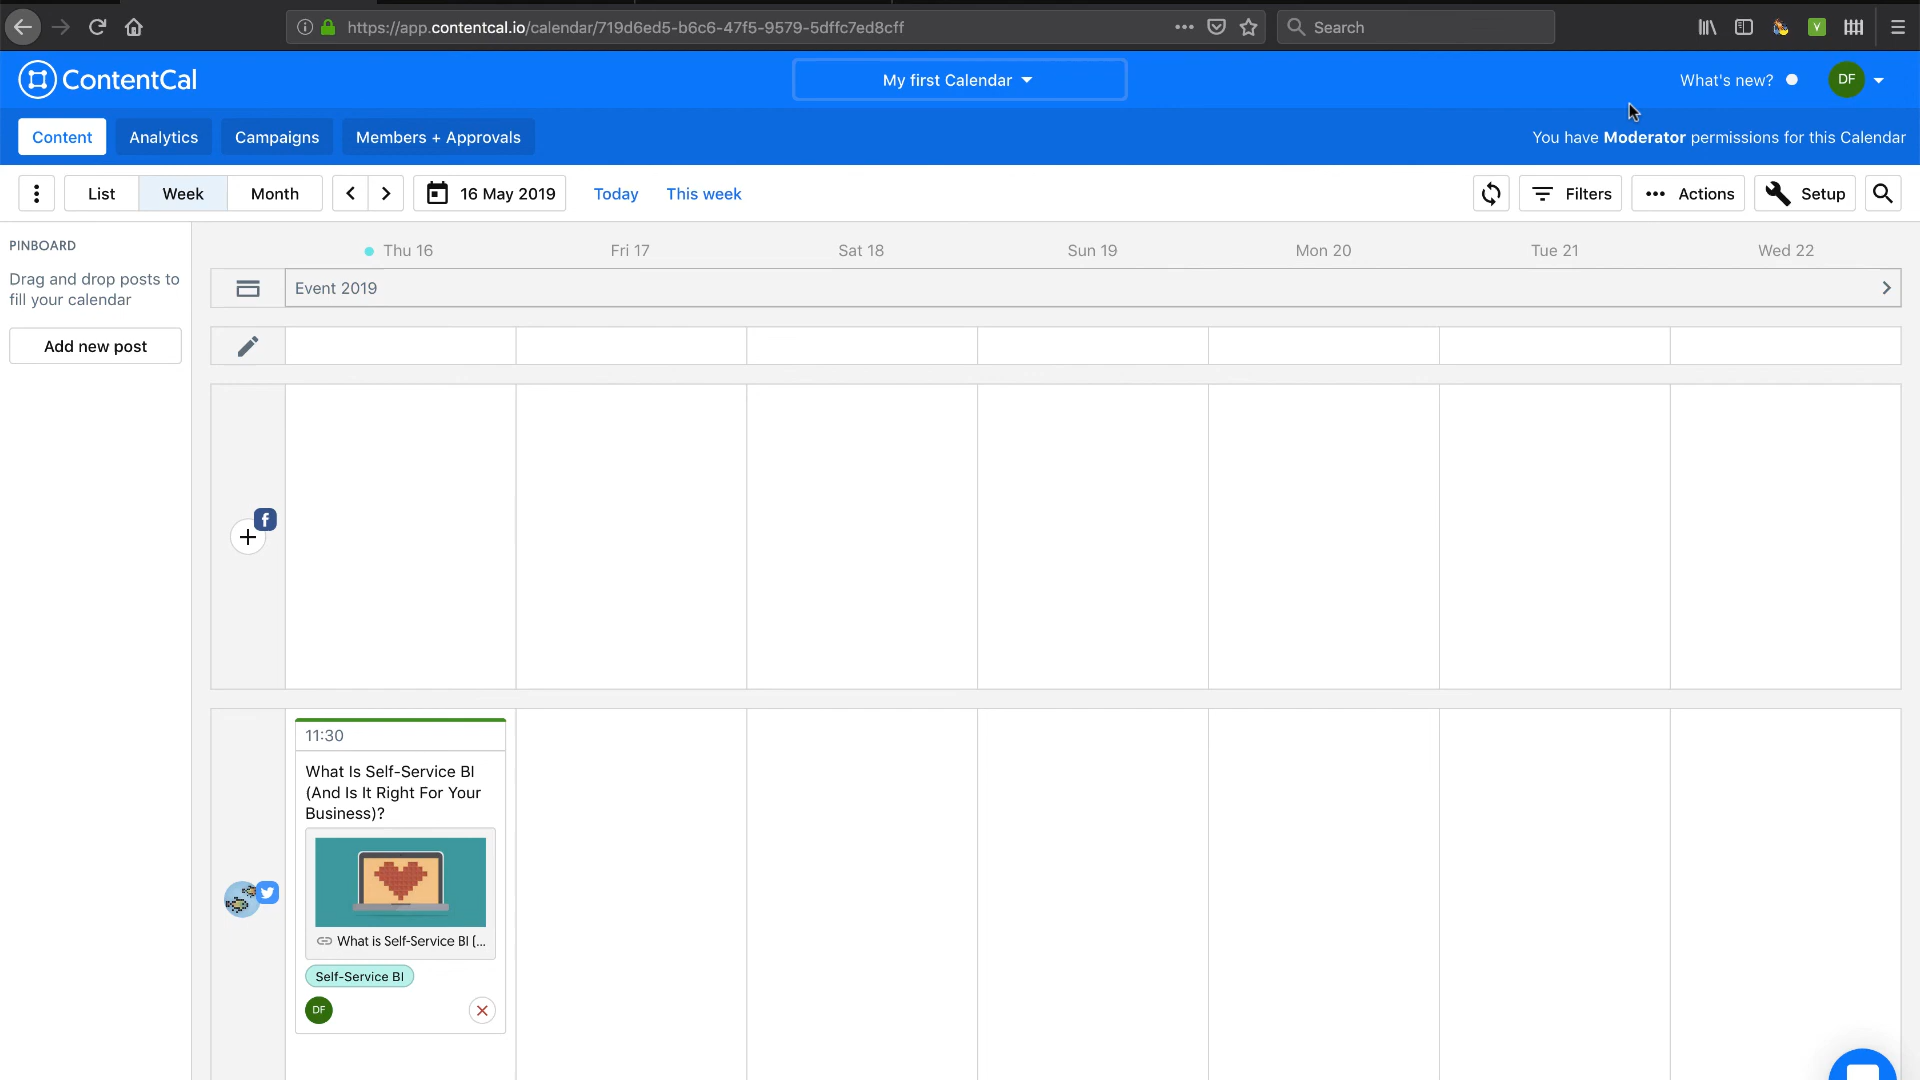 https://app.contentcal.io/calendar/719d6ed5-b6c6-47f5-9579-5dffc7ed8cff
Search
ContentCal
My first Calendar
What's new?
DF
Content
Analytics
Campaigns
Members + Approvals
You have Moderator permissions for this Calendar
List
Week
Month
16 May 2019
Today
This week
Filters
Actions
Setup
PINBOARD
Drag and drop posts to
fill your calendar
Add new post
Thu 16
Fri 17
Sat 18
Sun 19
Mon 20
Tue 21
Wed 22
Event 2019
11:30
What Is Self-Service BI
(And Is It Right For Your
Business)?
What is Self-Service BI (...
Self-Service BI
DF